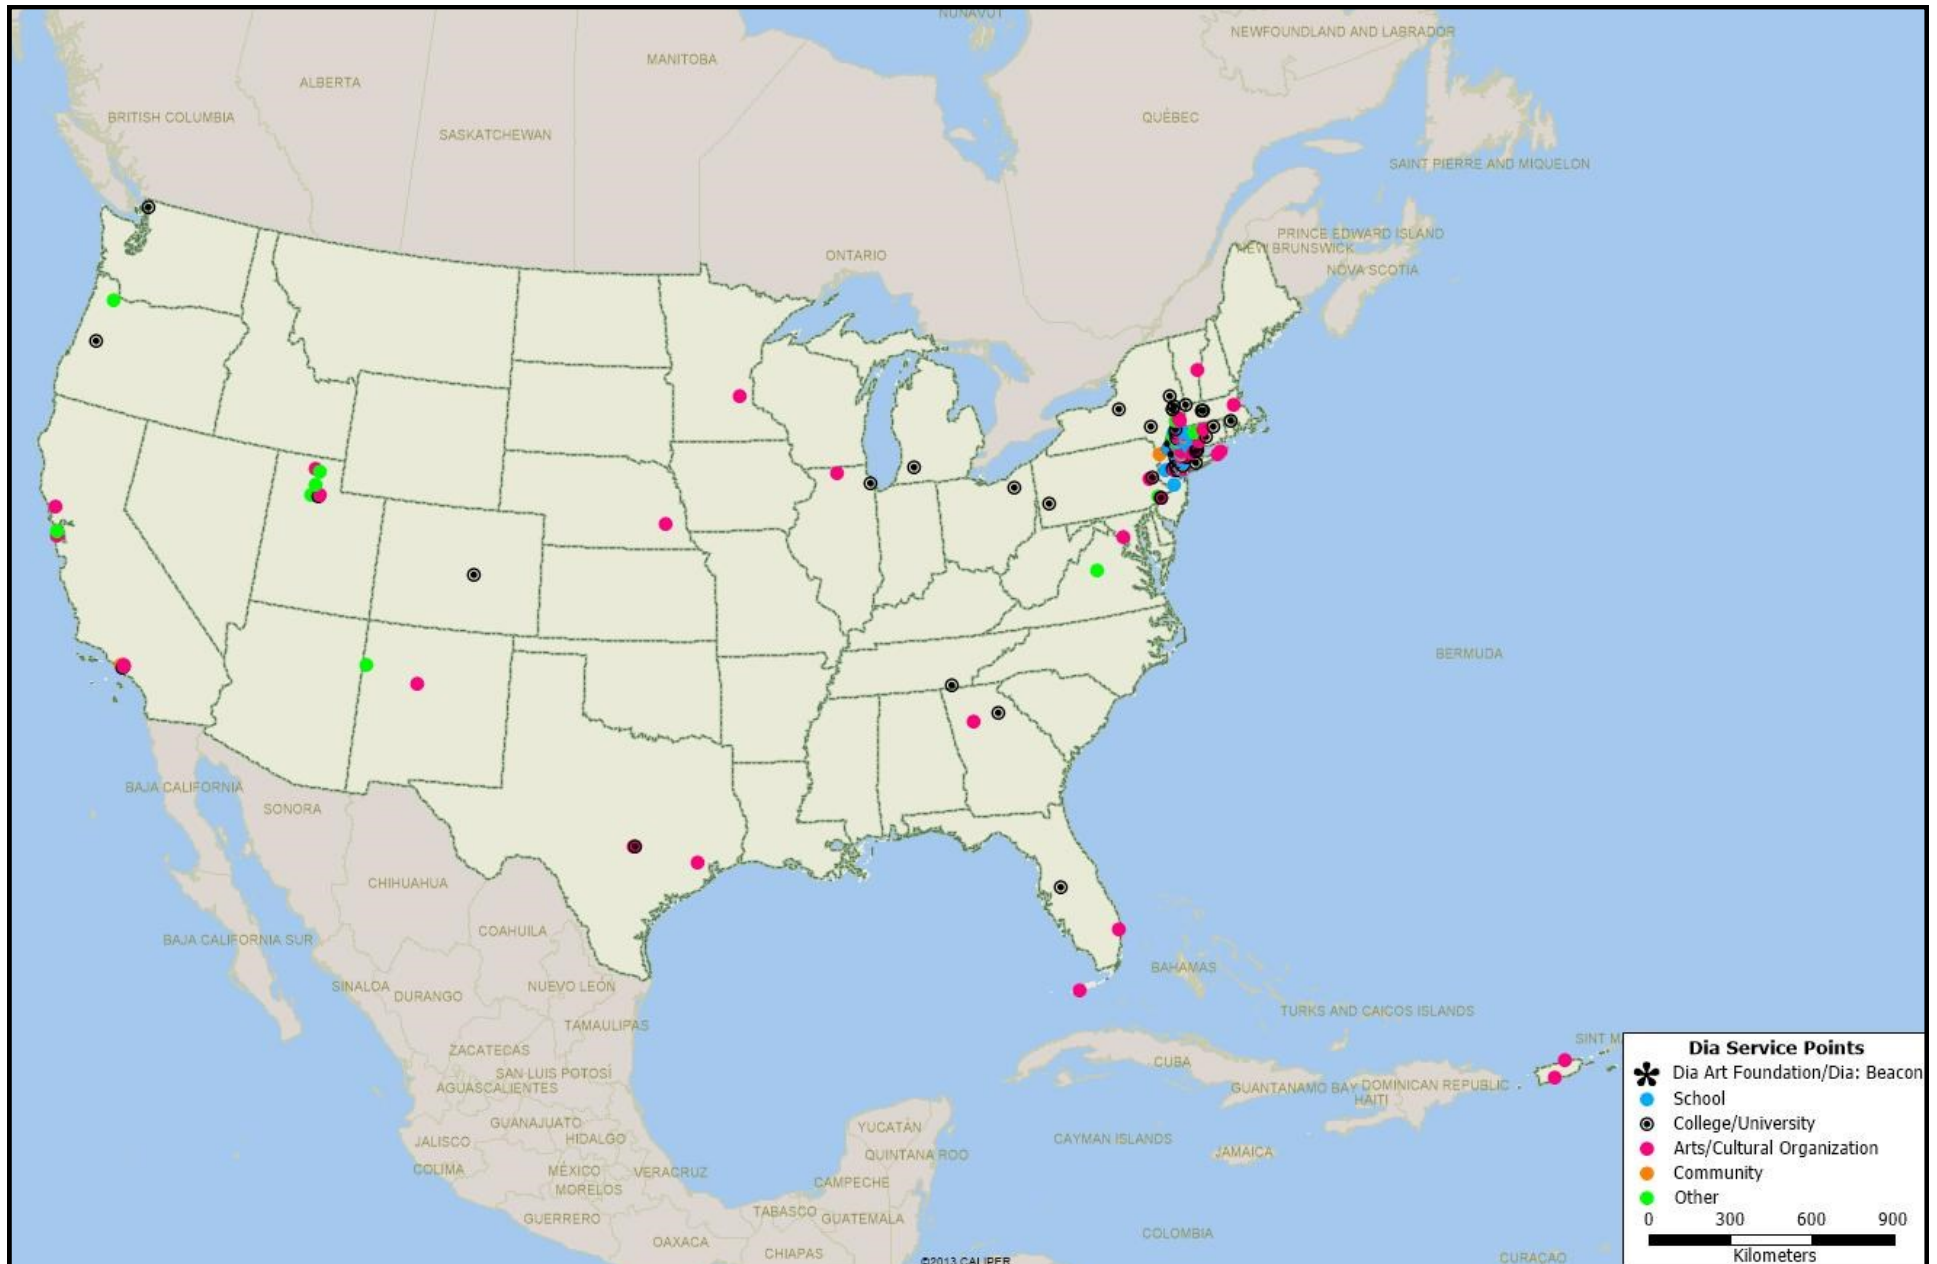 NUNAVUT
NEWFOUNDLAND AND LABRADOR
MANITOBA
ALBERTA
BRITISH COLUMBIA
QUÉBEC
SASKATCHEWAN
SAINT PIERRE AND MIQUELON
PRINCE EDWARD ISLAND
NEW BRUNSWICK
ONTARIO
NOVA SCOTIA
BERMUDA
BAJA CALIFORNIA
SONORA
CHIHUAHUA
COAHUILA
BAJA CALIFORNIA SUR
BAHAMAS
SINALOA
NUEVO LEÓN
DURANGO
TURKS AND CAICOS ISLANDS
TAMAULIPAS
SINT M
ZACATECAS
CUBA
SAN LUIS POTOSÍ
AGUASCALIENTES
GUANTANAMO BAY
DOMINICAN REPUBLIC
HAITI
GUANAJUATO
YUCATÁN
JALISCO
HIDALGO
CAYMAN ISLANDS
QUINTANA ROO
JAMAICA
COLIMA
MÉXICO
VERACRUZ
CAMPECHE
MORELOS
GUERRERO
TABASCO
GUATEMALA
COLOMBIA
OAXACA
CHIAPAS
©2013 CALIPER
CURACAO
Dia Service Points
Dia Art Foundation/Dia: Beacon
School
College/University
Arts/Cultural Organization
Community
Other
0 300 600 900
Kilometers